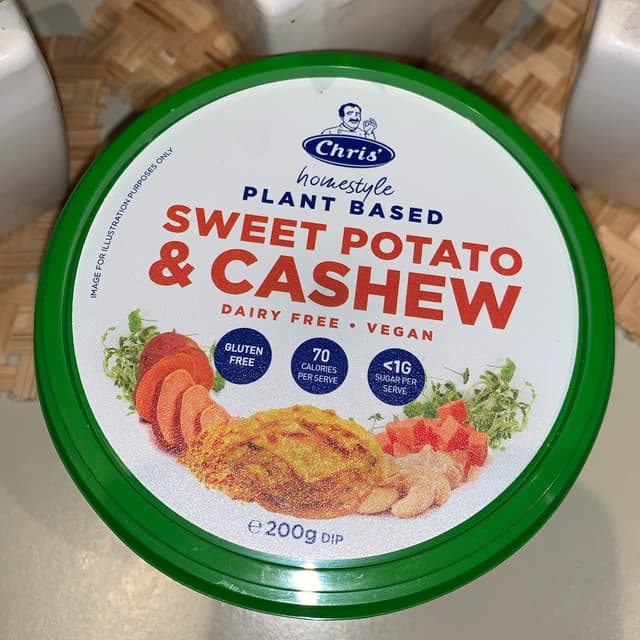 Chris'
homestyle
PLANT BASED
SWEET POTATO
& CASHEW
DAIRY FREE • VEGAN
GLUTEN
FREE
70
CALORIES
PER SERVE
<1G
SUGAR PER
SERVE
IMAGE FOR ILLUSTRATION PURPOSES ONLY
℮ 200g DIP